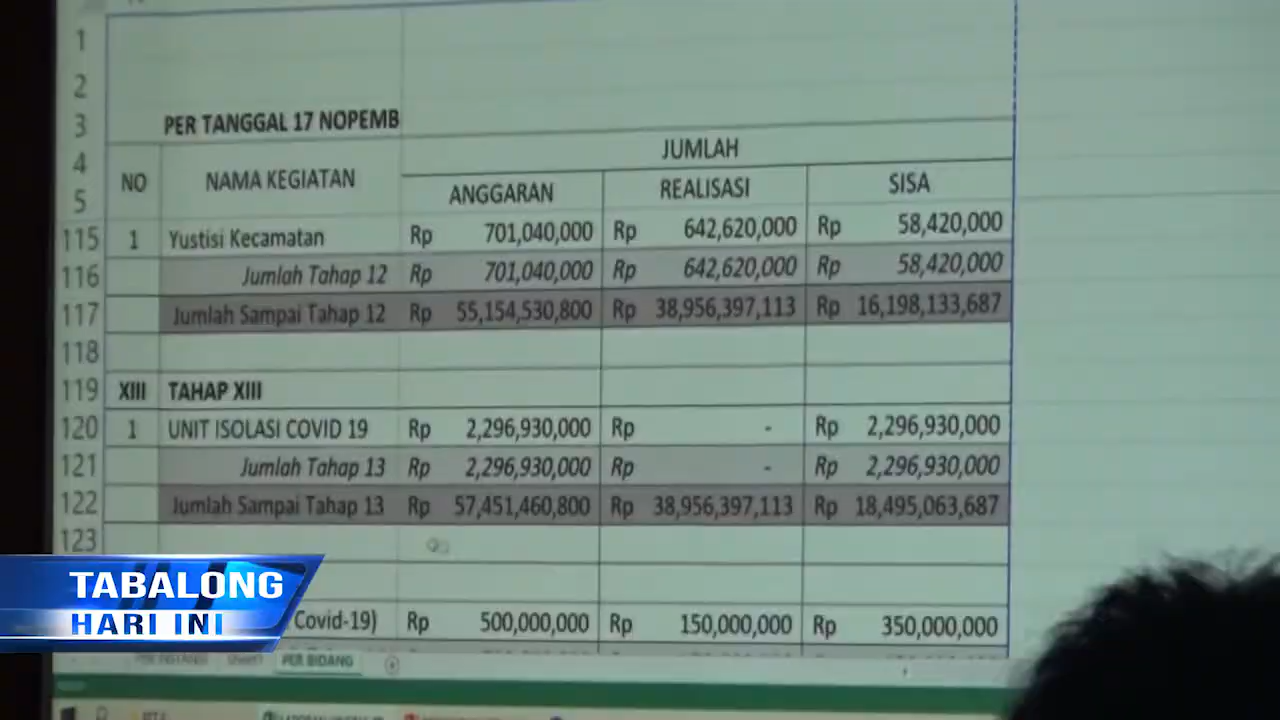 1
2
3 PER TANGGAL 17 NOPEMB
4 JUMLAH
NO NAMA KEGIATAN
5 ANGGARAN REALISASI SISA
115 1 Yustisi Kecamatan Rp 701,040,000 Rp 642,620,000 Rp 58,420,000
116 Jumlah Tahap 12 Rp 701,040,000 Rp 642,620,000 Rp 58,420,000
117 Jumlah Sampai Tahap 12 Rp 55,154,530,800 Rp 38,956,397,113 Rp 16,198,133,687
118
119 XIII TAHAP XIII
120 1 UNIT ISOLASI COVID 19 Rp 2,296,930,000 Rp - Rp 2,296,930,000
121 Jumlah Tahap 13 Rp 2,296,930,000 Rp - Rp 2,296,930,000
122 Jumlah Sampai Tahap 13 Rp 57,451,460,800 Rp 38,956,397,113 Rp 18,495,063,687
123
Covid-19) Rp 500,000,000 Rp 150,000,000 Rp 350,000,000
PER BIDANG
TABALONG
HARI INI